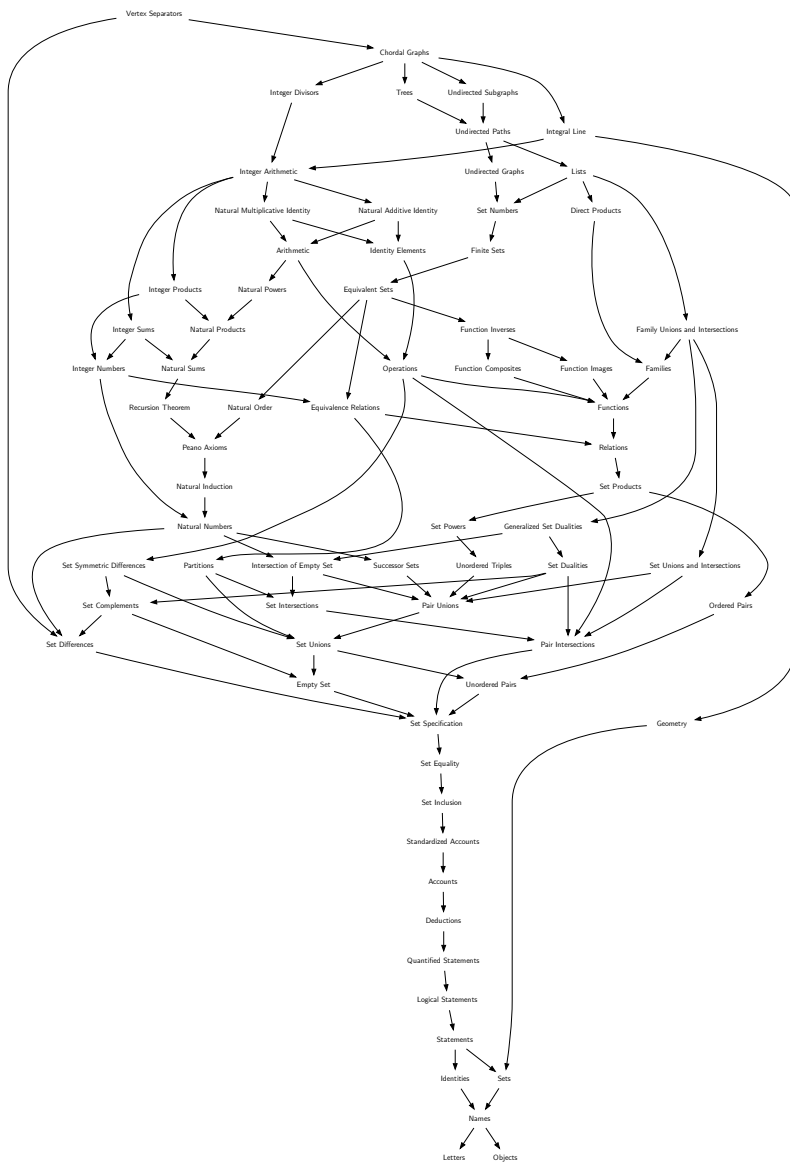 Vertex Separators
Chordal Graphs
Integer Divisors
Trees
Undirected Subgraphs
Undirected Paths
Integral Line
Integer Arithmetic
Undirected Graphs
Lists
Natural Multiplicative Identity
Natural Additive Identity
Set Numbers
Direct Products
Arithmetic
Identity Elements
Finite Sets
Integer Products
Natural Powers
Equivalent Sets
Integer Sums
Natural Products
Function Inverses
Family Unions and Intersections
Integer Numbers
Natural Sums
Operations
Function Composites
Function Images
Families
Recursion Theorem
Natural Order
Equivalence Relations
Functions
Peano Axioms
Relations
Natural Induction
Set Products
Natural Numbers
Set Powers
Generalized Set Dualities
Set Symmetric Differences
Partitions
Intersection of Empty Set
Successor Sets
Unordered Triples
Set Dualities
Set Unions and Intersections
Set Complements
Set Intersections
Pair Unions
Ordered Pairs
Set Differences
Set Unions
Pair Intersections
Empty Set
Unordered Pairs
Set Specification
Geometry
Set Equality
Set Inclusion
Standardized Accounts
Accounts
Deductions
Quantified Statements
Logical Statements
Statements
Identities
Sets
Names
Letters
Objects